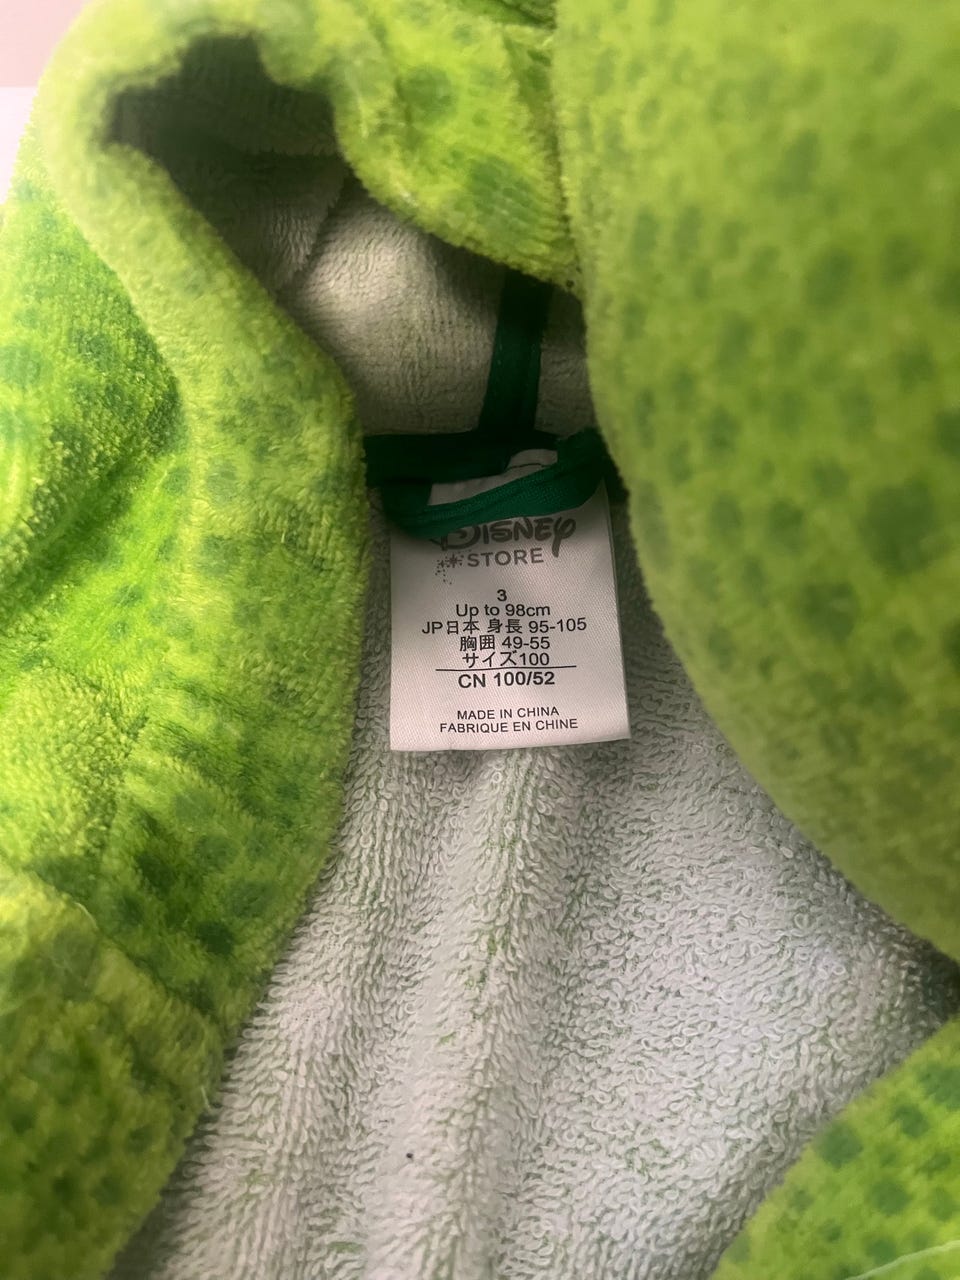 DISNEY
STORE
3
Up to 98cm
JP日本 身長 95-105
胸囲 49-55
サイズ100
CN 100/52
MADE IN CHINA
FABRIQUE EN CHINE